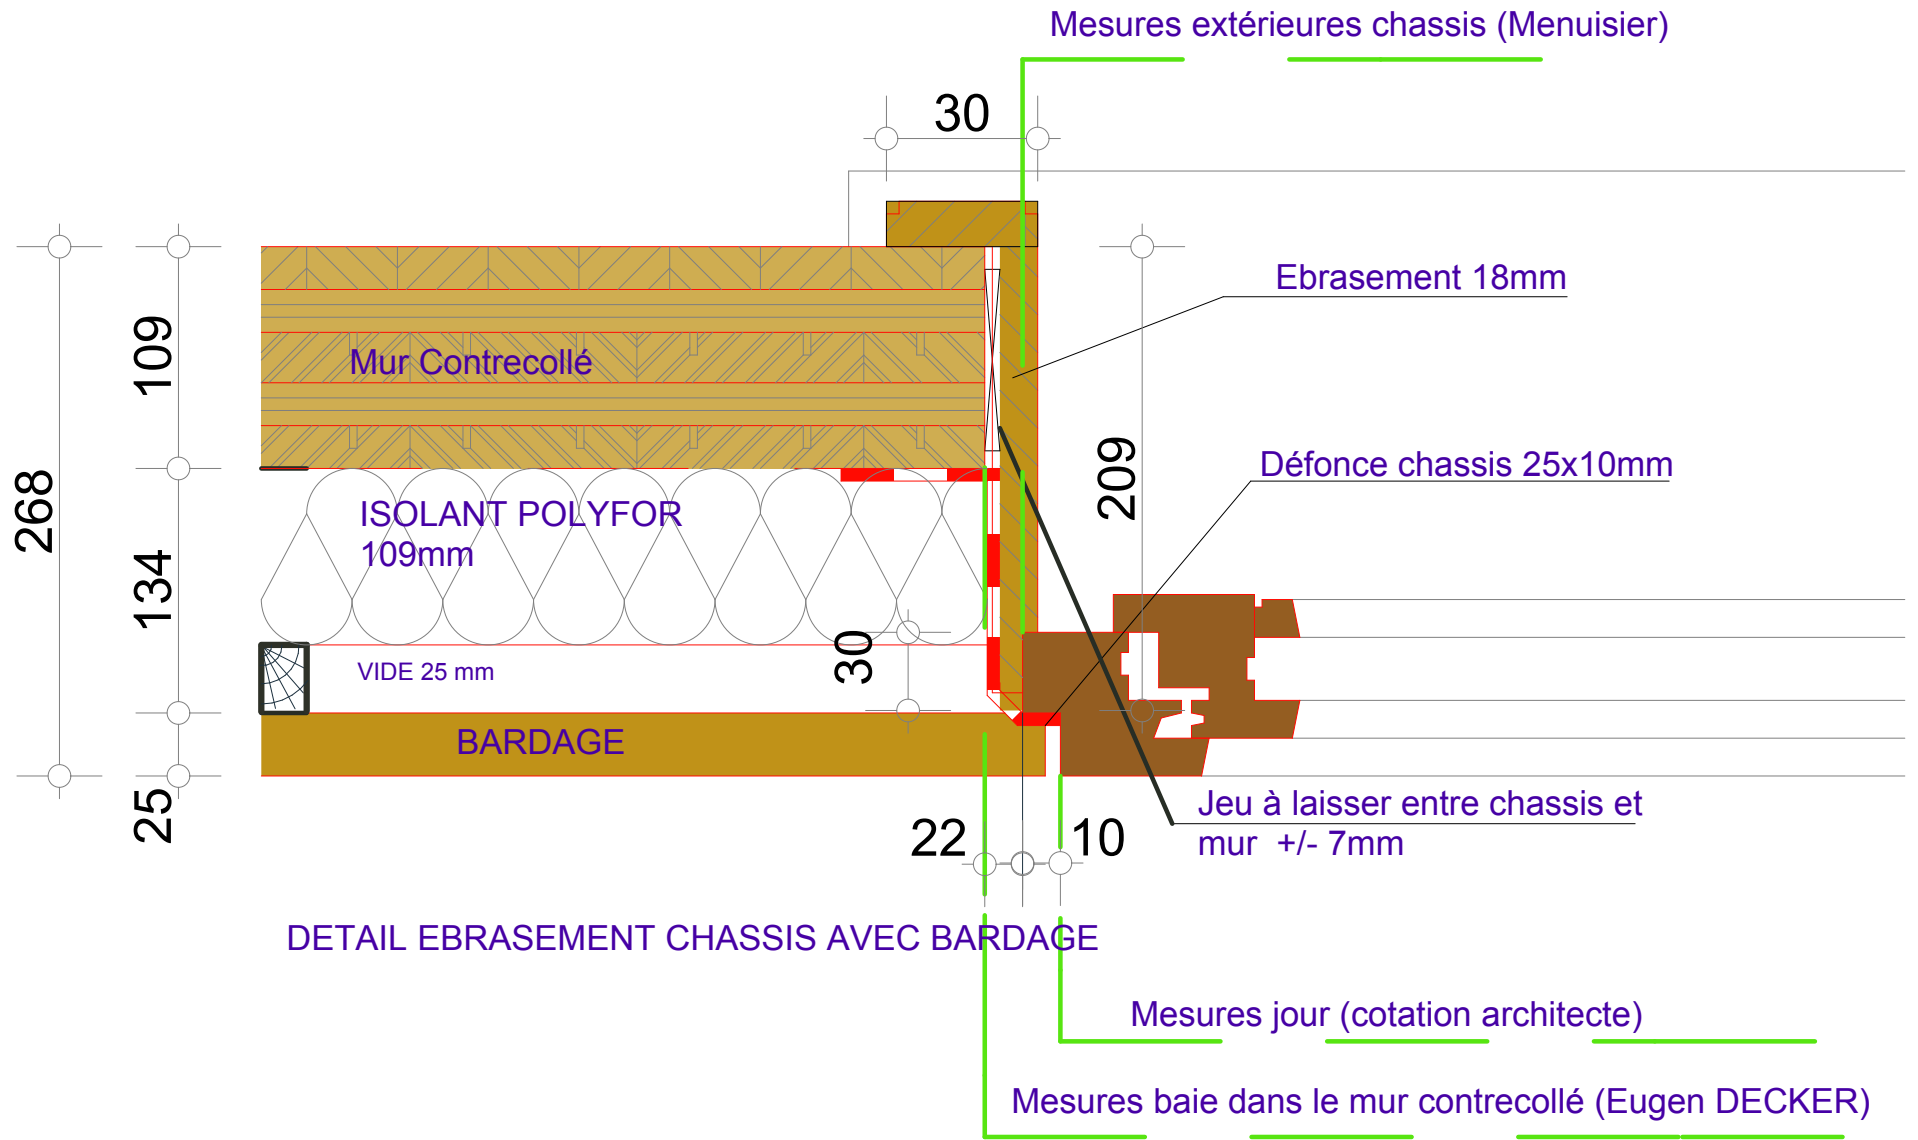 Mesures extérieures chassis (Menuisier)
30
Ebrasement 18mm
109
Mur Contrecollé
268
209
Défonce chassis 25x10mm
ISOLANT POLYFOR
109mm
134
30
VIDE 25 mm
BARDAGE
25
22
10
Jeu à laisser entre chassis et
mur +/- 7mm
DETAIL EBRASEMENT CHASSIS AVEC BARDAGE
Mesures jour (cotation architecte)
Mesures baie dans le mur contrecollé (Eugen DECKER)